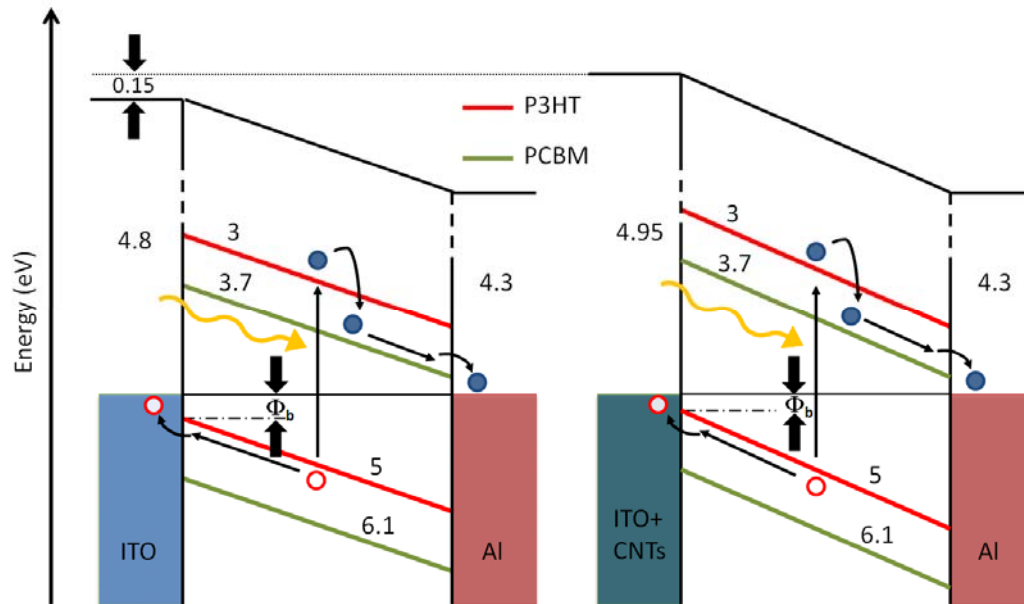 Energy (eV)
0.15
P3HT
PCBM
4.8
3
3.7
4.3
Φb
5
6.1
ITO
Al
4.95
3
3.7
4.3
Φb
5
6.1
ITO+
CNTs
Al